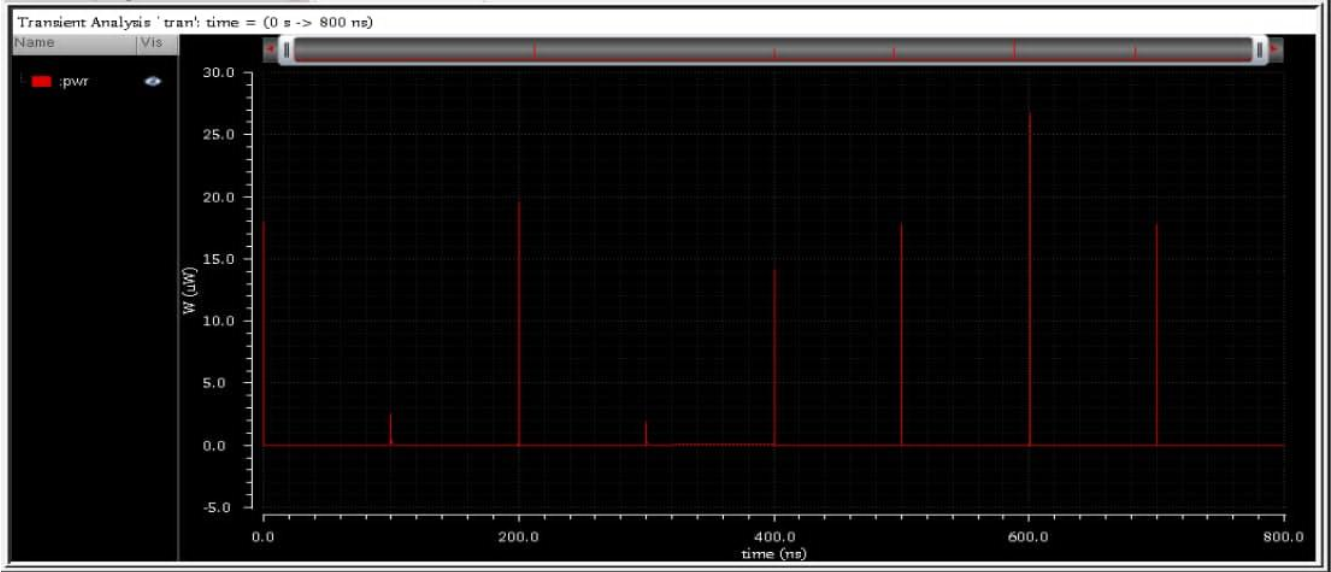 Transient Analysis `tran': time = (0 s -> 800 ns)
Name Vis
:pwr
30.0
25.0
20.0
15.0
10.0
5.0
0.0
-5.0
W (uW)
0.0 200.0 400.0 600.0 800.0
time (ns)